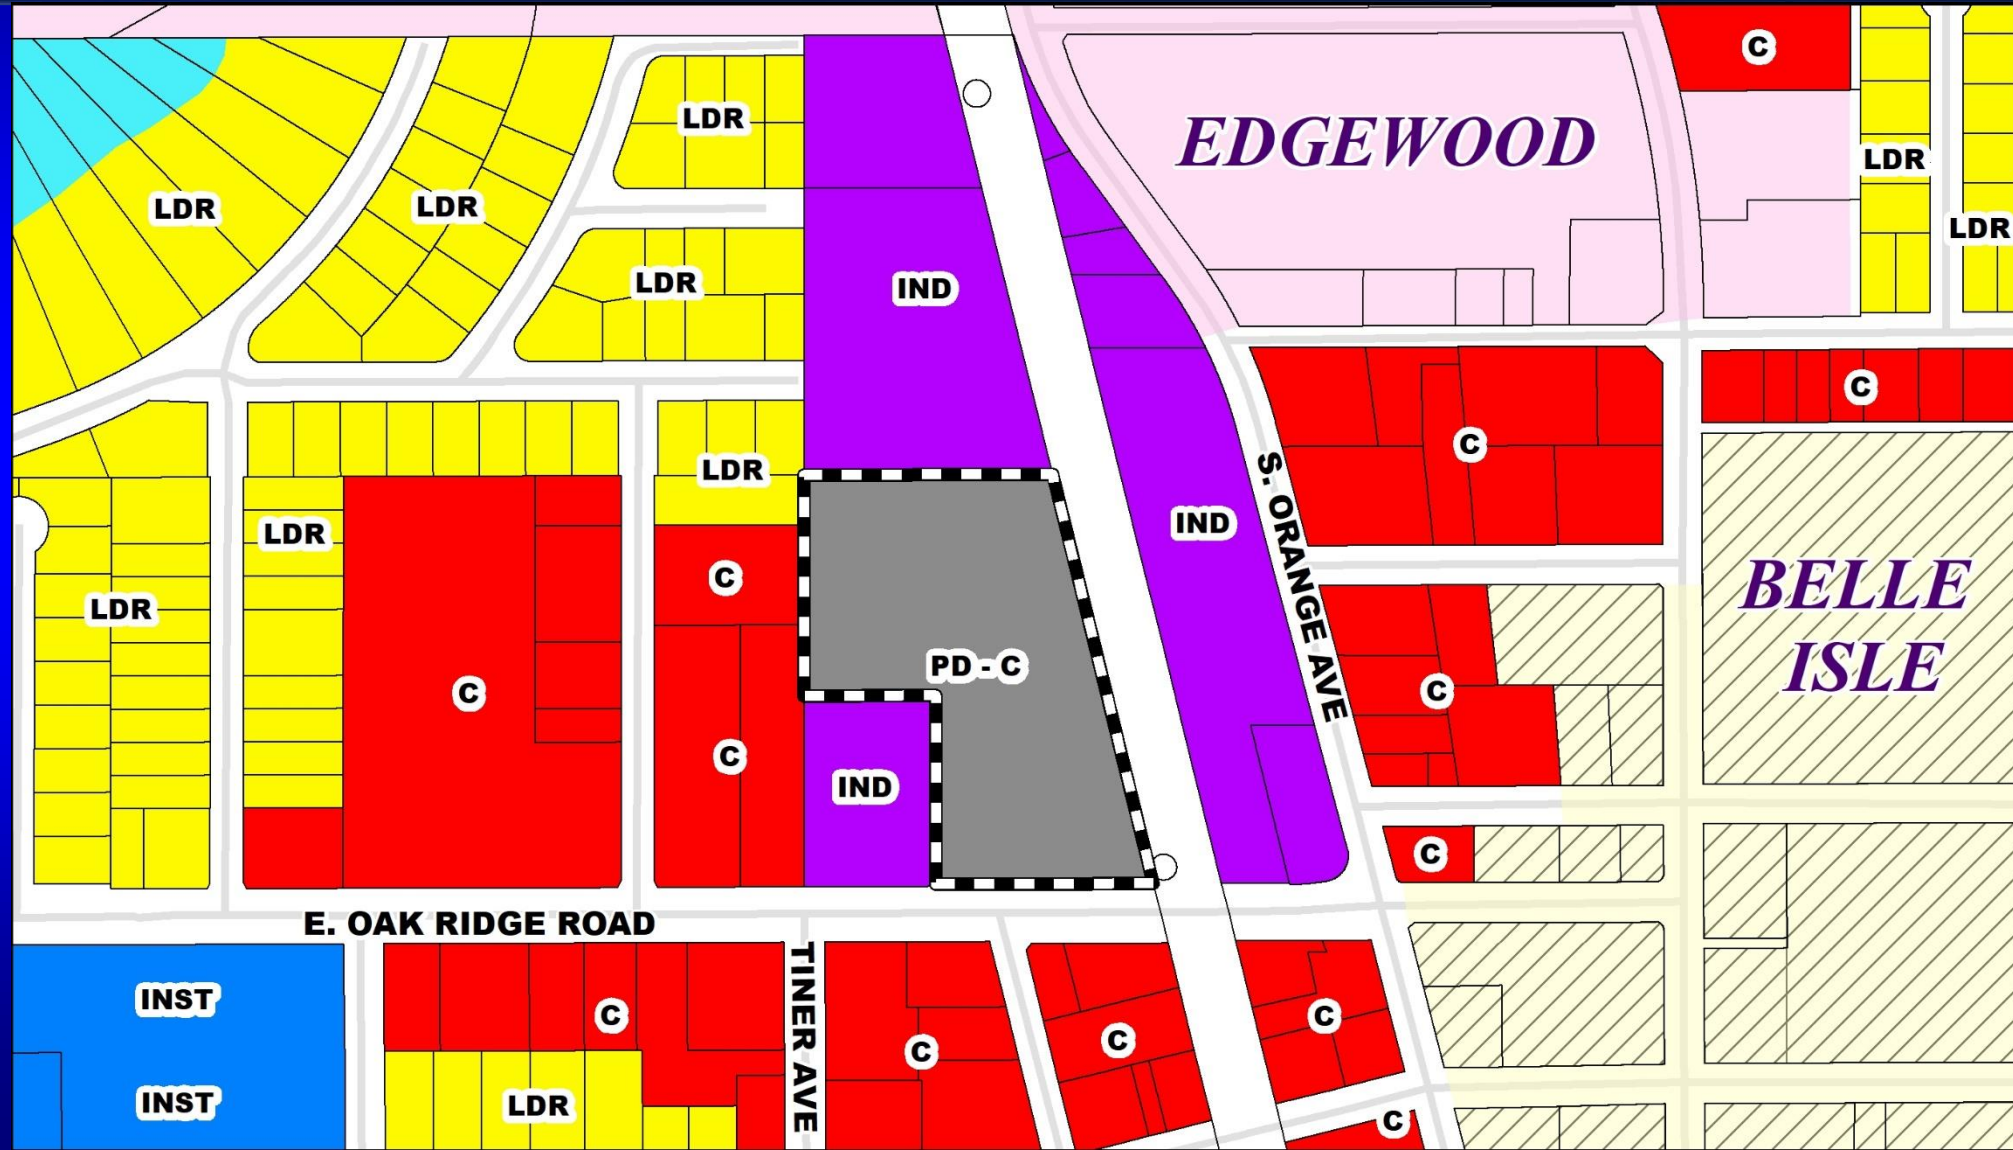 C
LDR
EDGEWOOD
LDR
LDR
LDR
LDR
LDR
IND
C
C
LDR
S. ORANGE AVE
IND
LDR
C
BELLE
ISLE
LDR
PD - C
C
C
C
IND
C
E. OAK RIDGE ROAD
TINER AVE
INST
C
C
C
C
INST
LDR
C